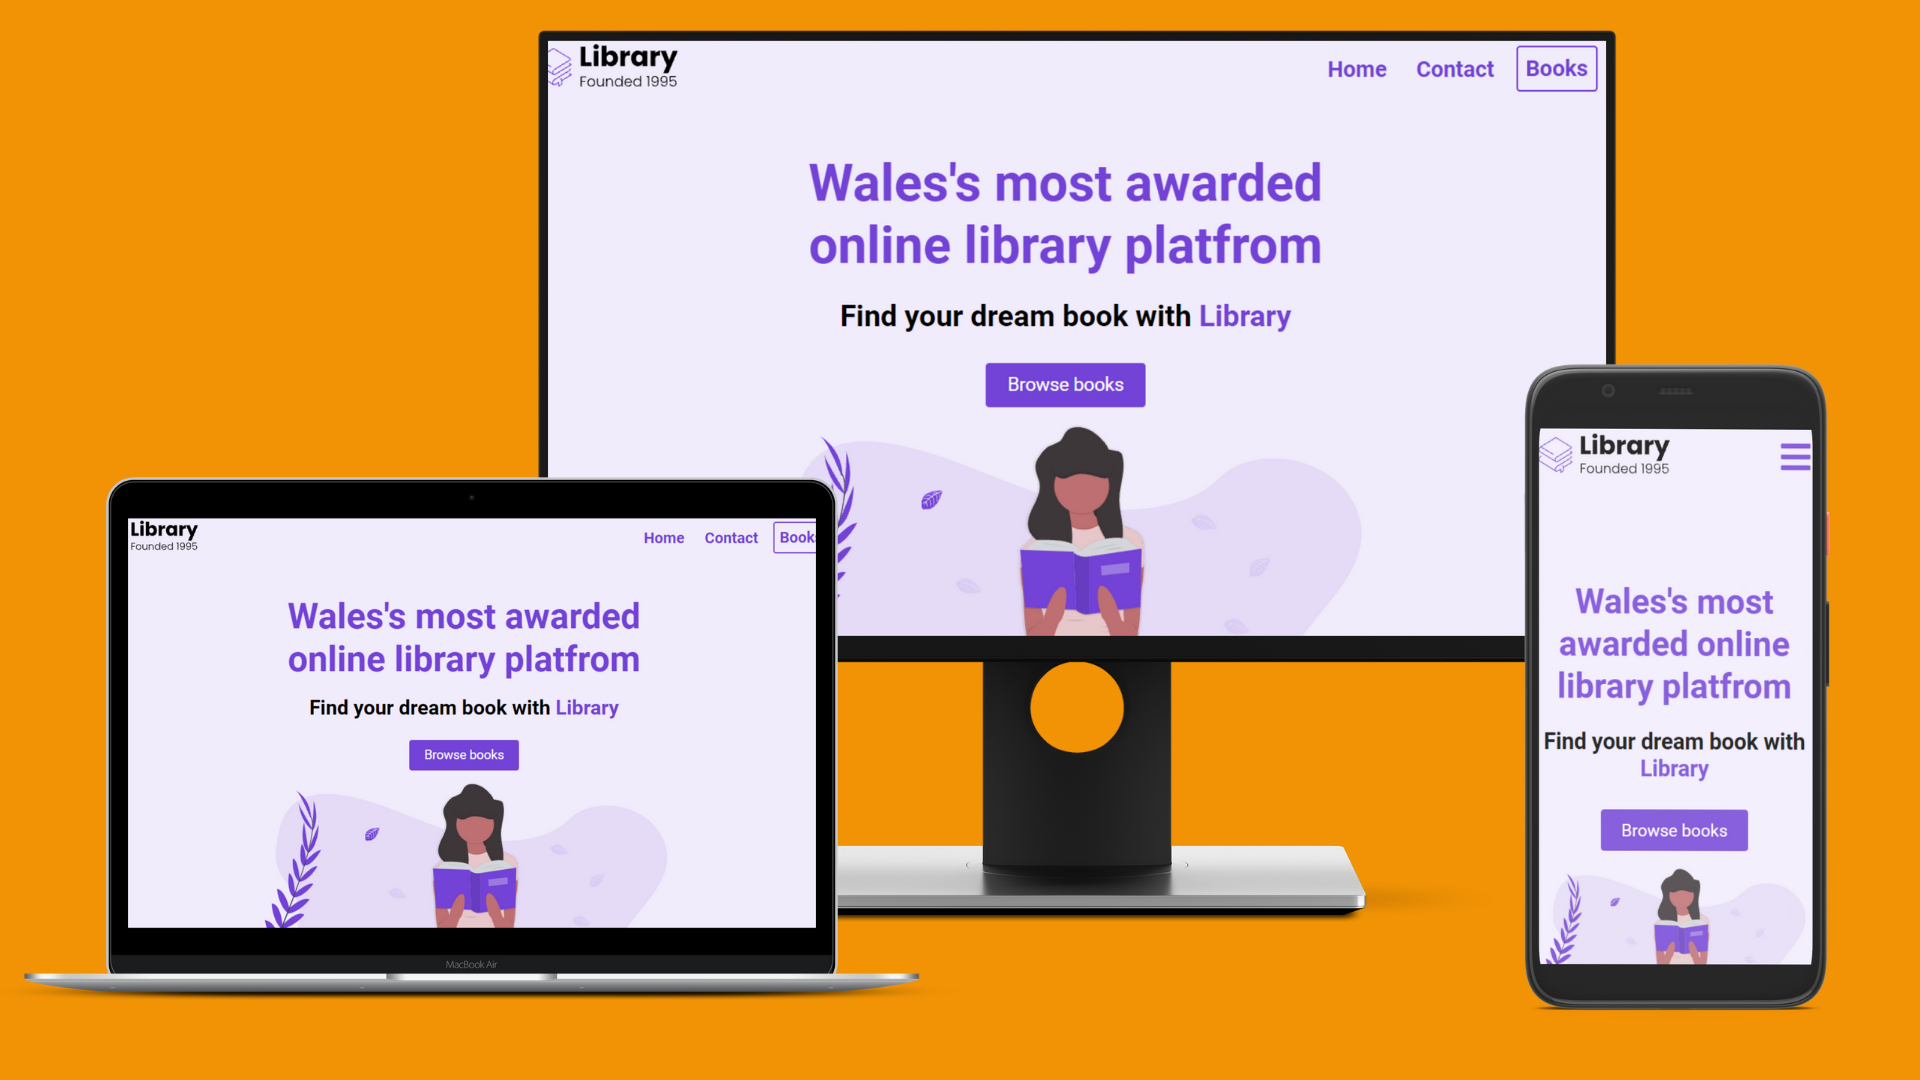 Library
Founded 1995
Home
Contact
Books
Wales's most awarded
online library platfrom
Find your dream book with Library
Browse books
Library
Founded 1995
Home
Contact
Book
Wales's most awarded
online library platfrom
Find your dream book with Library
Browse books
MacBook Air
Library
Founded 1995
Wales's most
awarded online
library platfrom
Find your dream book with
Library
Browse books